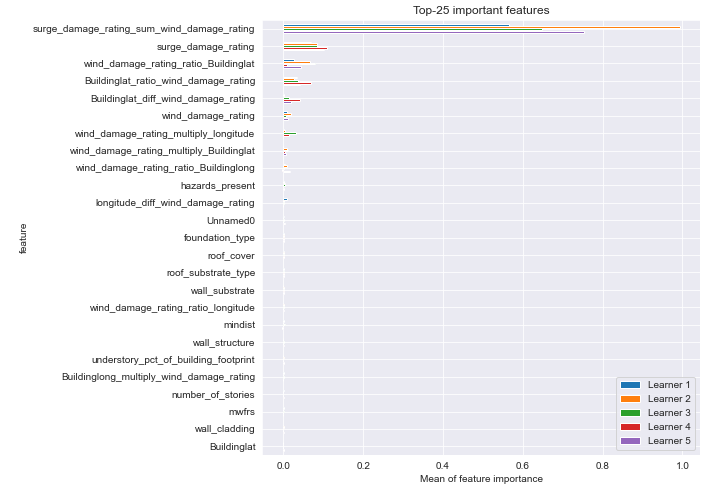 Top-25 important features
surge_damage_rating_sum_wind_damage_rating
surge_damage_rating
wind_damage_rating_ratio_Buildinglat
Buildinglat_ratio_wind_damage_rating
Buildinglat_diff_wind_damage_rating
wind_damage_rating
wind_damage_rating_multiply_longitude
wind_damage_rating_multiply_Buildinglat
wind_damage_rating_ratio_Buildinglong
hazards_present
longitude_diff_wind_damage_rating
Unnamed0
foundation_type
roof_cover
roof_substrate_type
wall_substrate
wind_damage_rating_ratio_longitude
mindist
wall_structure
understory_pct_of_building_footprint
Buildinglong_multiply_wind_damage_rating
number_of_stories
mwfrs
wall_cladding
Buildinglat
feature
Learner 1
Learner 2
Learner 3
Learner 4
Learner 5
0.0 0.2 0.4 0.6 0.8 1.0
Mean of feature importance